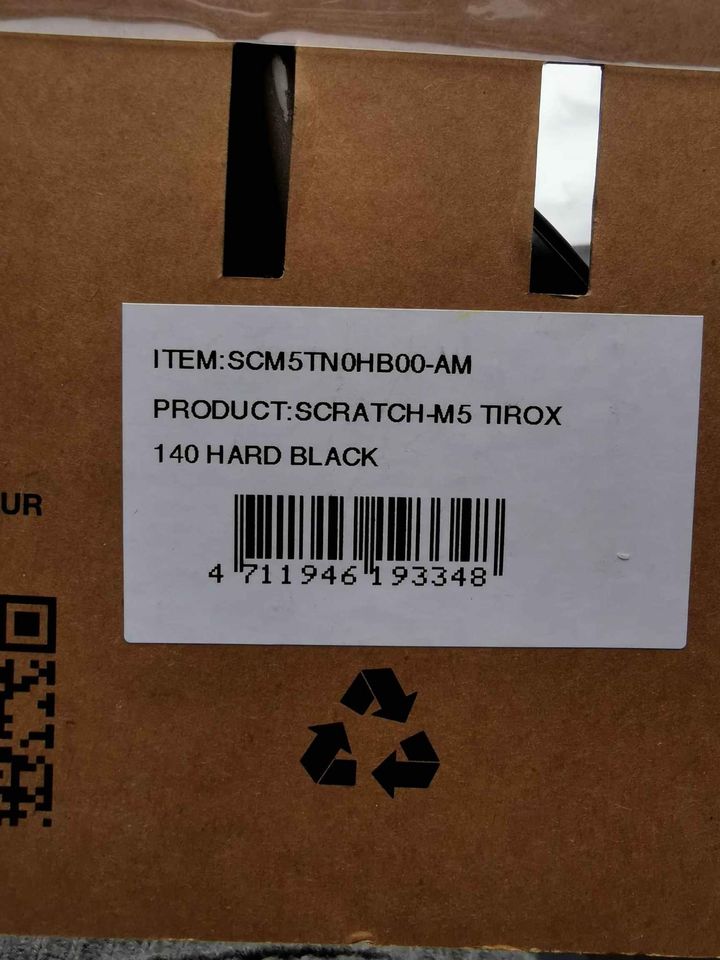 ITEM:SCM5TN0HB00-AM
PRODUCT:SCRATCH-M5 TIROX
140 HARD BLACK
UR
4 711946 193348